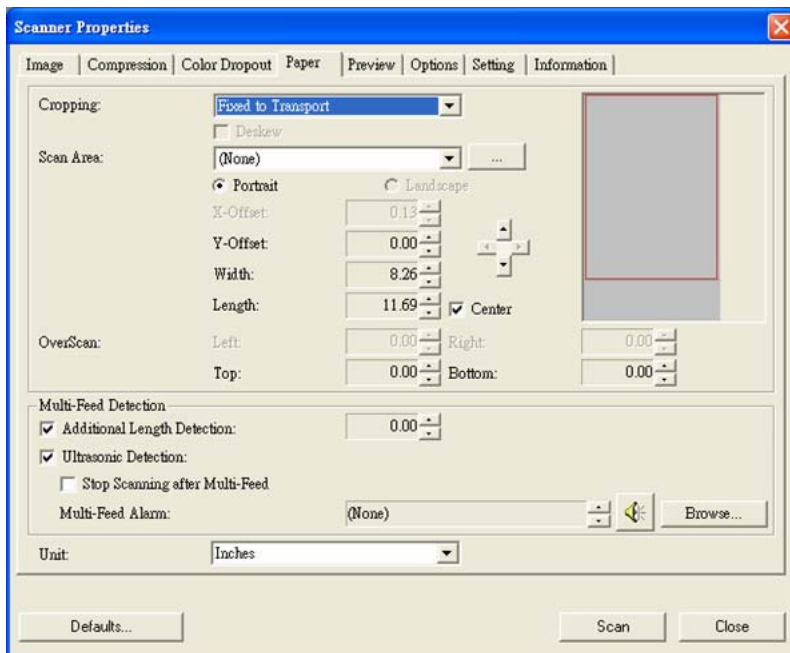 Scanner Properties
Image Compression Color Dropout Paper Preview Options Setting Information
Cropping: Fixed to Transport
Deskew
Scan Area: (None) ...
Portrait Landscape
X-Offset: 0.13
Y-Offset: 0.00
Width: 8.26
Length: 11.69 Center
OverScan: Left: 0.00 Right: 0.00
Top: 0.00 Bottom: 0.00
Multi-Feed Detection
Additional Length Detection: 0.00
Ultrasonic Detection:
Stop Scanning after Multi-Feed
Multi-Feed Alarm: (None) Browse...
Unit: Inches
Defaults... Scan Close